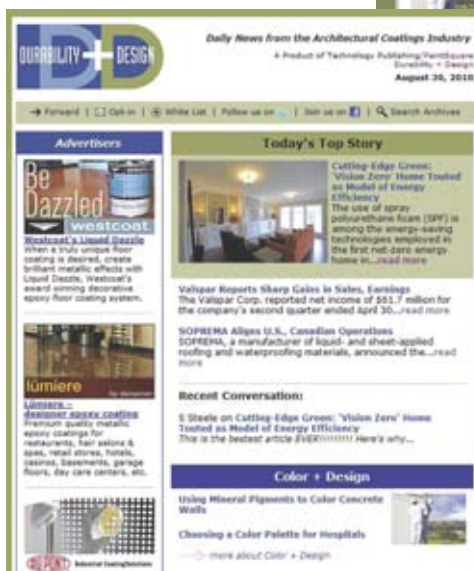 DURABILITY + DESIGN
Daily News from the Architectural Coatings Industry
A Product of Technology Publishing/PaintSquare
Durability + Design
August 30, 2010
Forward | Opt-in | White List | Follow us on | Join us on | Search Archives
Advertisers
Be
Dazzled
westcoat
Westcoat's Liquid Dazzle
When a truly unique floor
coating is desired, create
brilliant metallic effects with
Liquid Dazzle, Westcoat's
award winning decorative
epoxy floor coating system.
lūmiere
Lūmiere –
designer epoxy coating
Premium quality metallic
epoxy coatings for
restaurants, hair salons &
spas, retail stores, hotels,
casinos, basements, garage
floors, day care centers, etc.
DUPONT Industrial Coating Solutions
Today's Top Story
Cutting-Edge Green:
'Vision Zero' Home Touted
as Model of Energy
Efficiency
The use of spray
polyurethane foam (SPF) is
among the energy-saving
technologies employed in
the first net-zero energy
home in...read more
Valspar Reports Sharp Gains in Sales, Earnings
The Valspar Corp. reported net income of $61.7 million for
the company's second quarter ended April 30...read more
SOPREMA Aligns U.S., Canadian Operations
SOPREMA, a manufacturer of liquid- and sheet-applied
roofing and waterproofing materials, announced the...read
more
Recent Conversation:
S Steele on Cutting-Edge Green: 'Vision Zero' Home
Touted as Model of Energy Efficiency
This is the bestest article EVER!!!!!!!!! Here's why...
Color + Design
Using Mineral Pigments to Color Concrete
Walls
Choosing a Color Palette for Hospitals
more about Color + Design